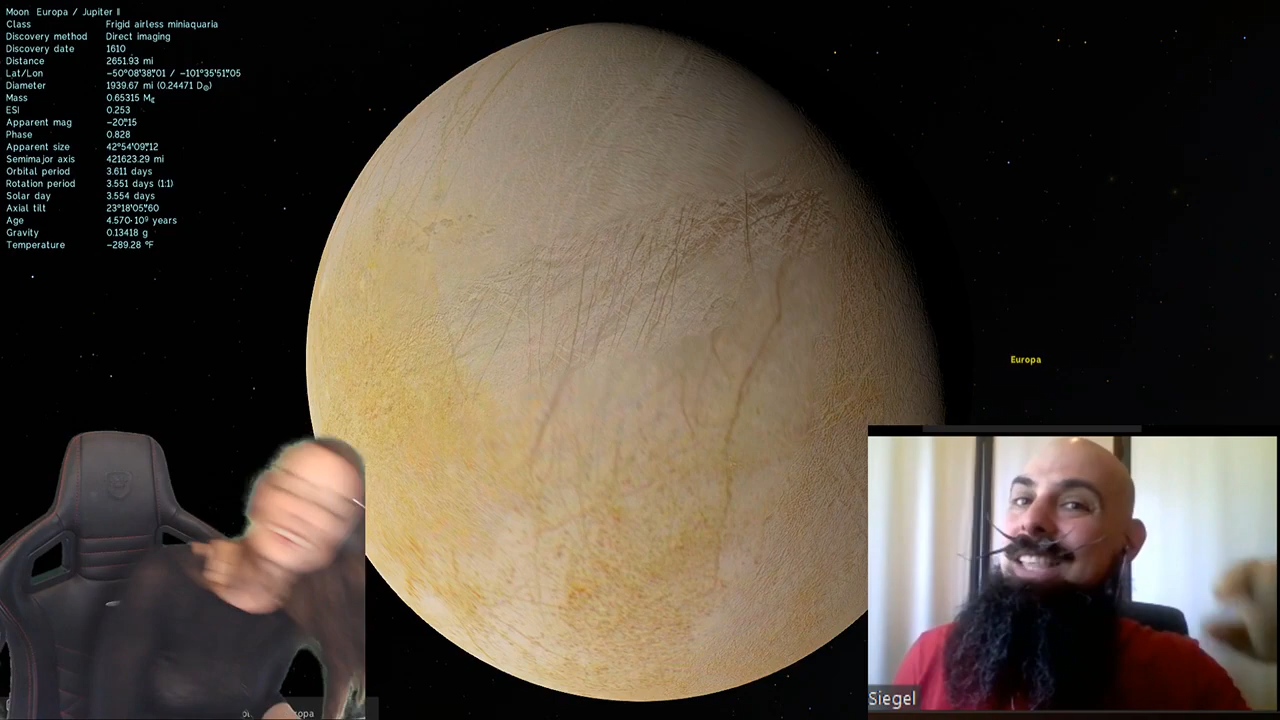 Moon Europa / Jupiter II
Class Frigid airless miniaquaria
Discovery method Direct imaging
Discovery date 1610
Distance 2651.93 mi
Lat/Lon −50°08′38″.01 / −101°35′51″.05
Diameter 1939.67 mi (0.24471 D⊕)
Mass 0.65315 M☾
ESI 0.253
Apparent mag −20ᵐ.15
Phase 0.828
Apparent size 42°54′09″.12
Semimajor axis 421623.29 mi
Orbital period 3.611 days
Rotation period 3.551 days (1:1)
Solar day 3.554 days
Axial tilt 23°18′05″.60
Age 4.570·10⁹ years
Gravity 0.13418 g
Temperature −289.28 °F
Europa
Siegel